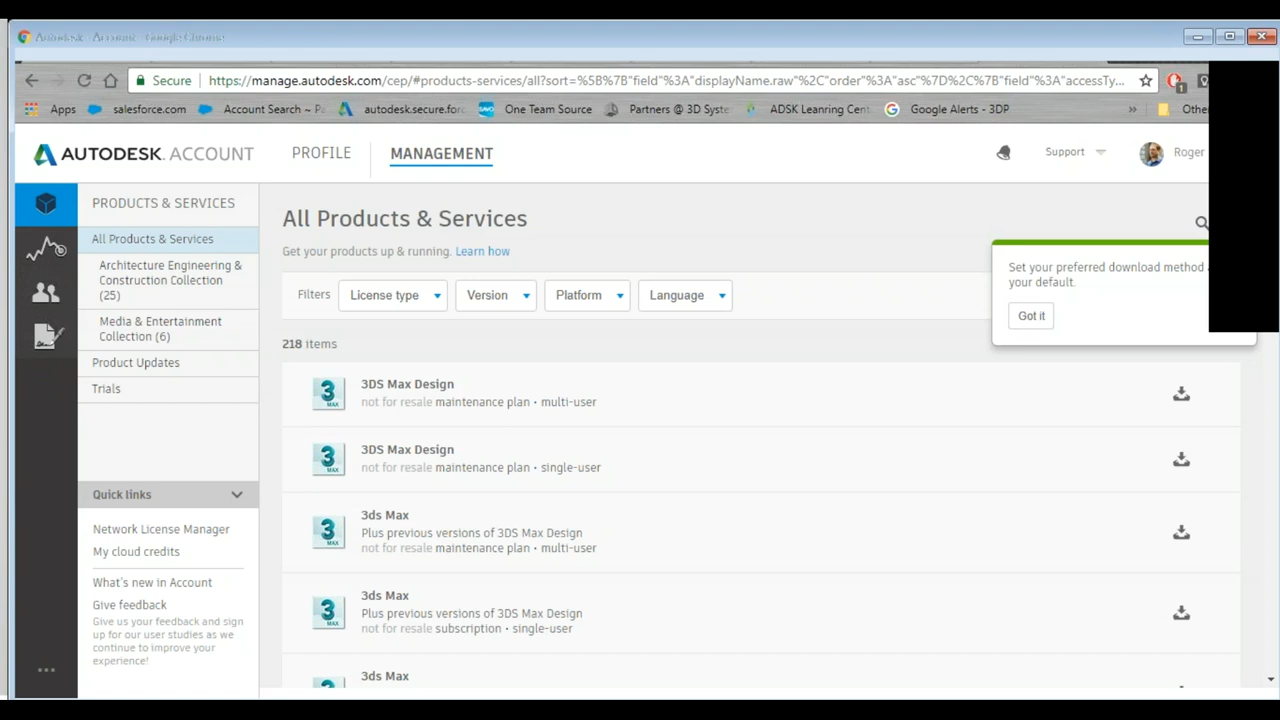 Autodesk - Account - Google Chrome
Secure https://manage.autodesk.com/cep/#products-services/all?sort=%5B%7B"field"%3A"displayName.raw"%2C"order"%3A"asc"%7D%2C%7B"field"%3A"accessTy...
1
Apps salesforce.com Account Search ~ Pa autodesk.secure.forc One Team Source Partners @ 3D Syste ADSK Leanring Cent Google Alerts - 3DP » Othe
AUTODESK. ACCOUNT PROFILE MANAGEMENT Support Roger
PRODUCTS & SERVICES
All Products & Services
Architecture Engineering &
Construction Collection
(25)
Media & Entertainment
Collection (6)
Product Updates
Trials
Quick links
Network License Manager
My cloud credits
What's new in Account
Give feedback
Give us your feedback and sign
up for our user studies as we
continue to improve your
experience!
All Products & Services
Get your products up & running. Learn how
Filters License type Version Platform Language
Set your preferred download method
your default.
Got it
218 items
3DS Max Design
not for resale maintenance plan • multi-user
3DS Max Design
not for resale maintenance plan • single-user
3ds Max
Plus previous versions of 3DS Max Design
not for resale maintenance plan • multi-user
3ds Max
Plus previous versions of 3DS Max Design
not for resale subscription • single-user
3ds Max